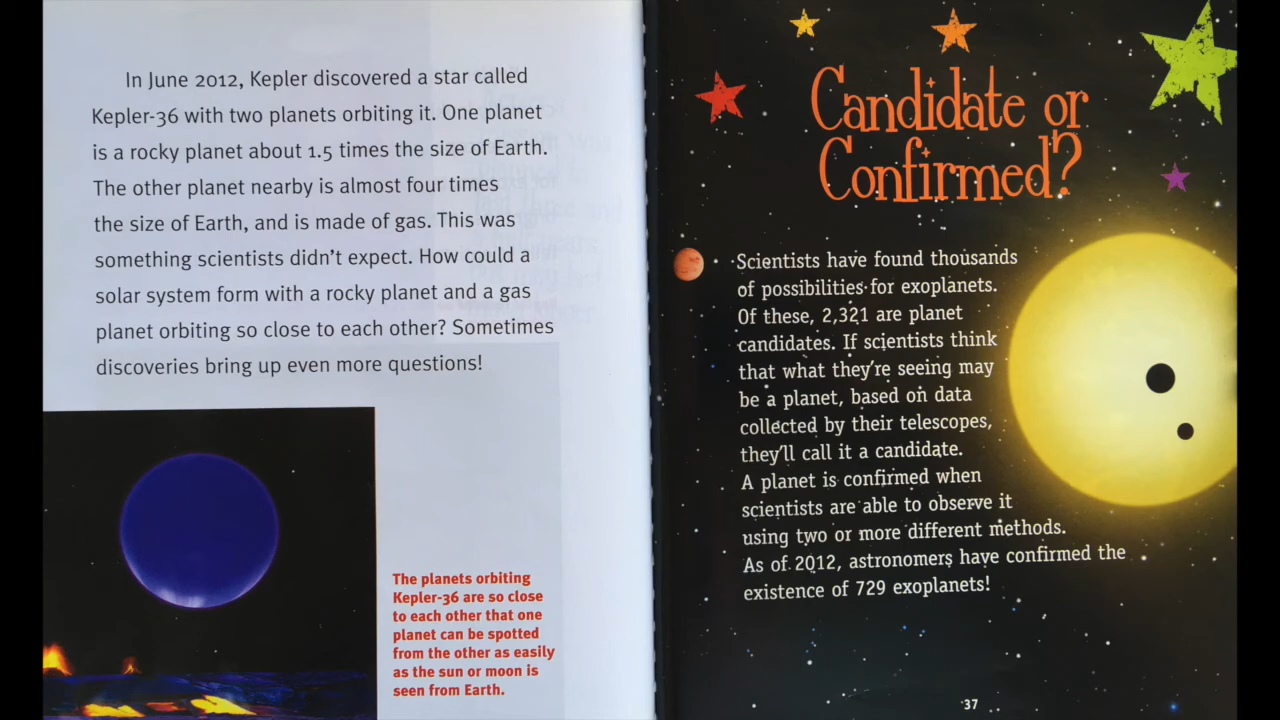 In June 2012, Kepler discovered a star called
Kepler-36 with two planets orbiting it. One planet
is a rocky planet about 1.5 times the size of Earth.
The other planet nearby is almost four times
the size of Earth, and is made of gas. This was
something scientists didn't expect. How could a
solar system form with a rocky planet and a gas
planet orbiting so close to each other? Sometimes
discoveries bring up even more questions!
The planets orbiting
Kepler-36 are so close
to each other that one
planet can be spotted
from the other as easily
as the sun or moon is
seen from Earth.
Candidate or
Confirmed?
Scientists have found thousands
of possibilities for exoplanets.
Of these, 2,321 are planet
candidates. If scientists think
that what they're seeing may
be a planet, based on data
collected by their telescopes,
they'll call it a candidate.
A planet is confirmed when
scientists are able to observe it
using two or more different methods.
As of 2012, astronomers have confirmed the
existence of 729 exoplanets!
37